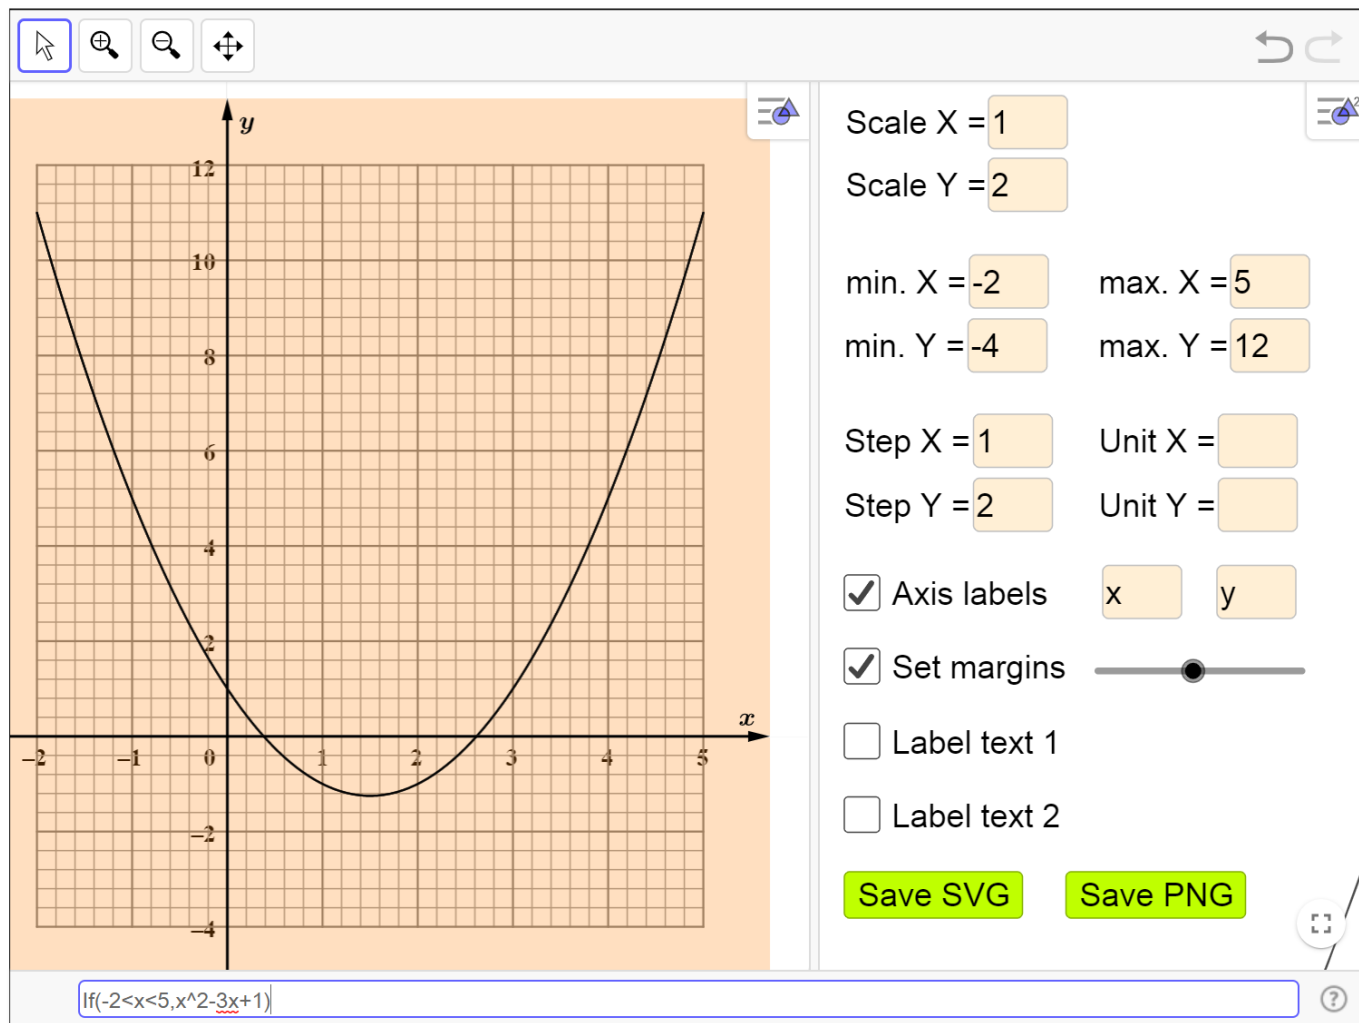 y
12
10
8
6
4
2
x
-2 -1 0 1 2 3 4 5
-2
-4
Scale X = 1
Scale Y = 2
min. X = -2 max. X = 5
min. Y = -4 max. Y = 12
Step X = 1 Unit X =
Step Y = 2 Unit Y =
Axis labels x y
Set margins
Label text 1
Label text 2
Save SVG Save PNG
If(-2<x<5,x^2-3x+1)
?
2